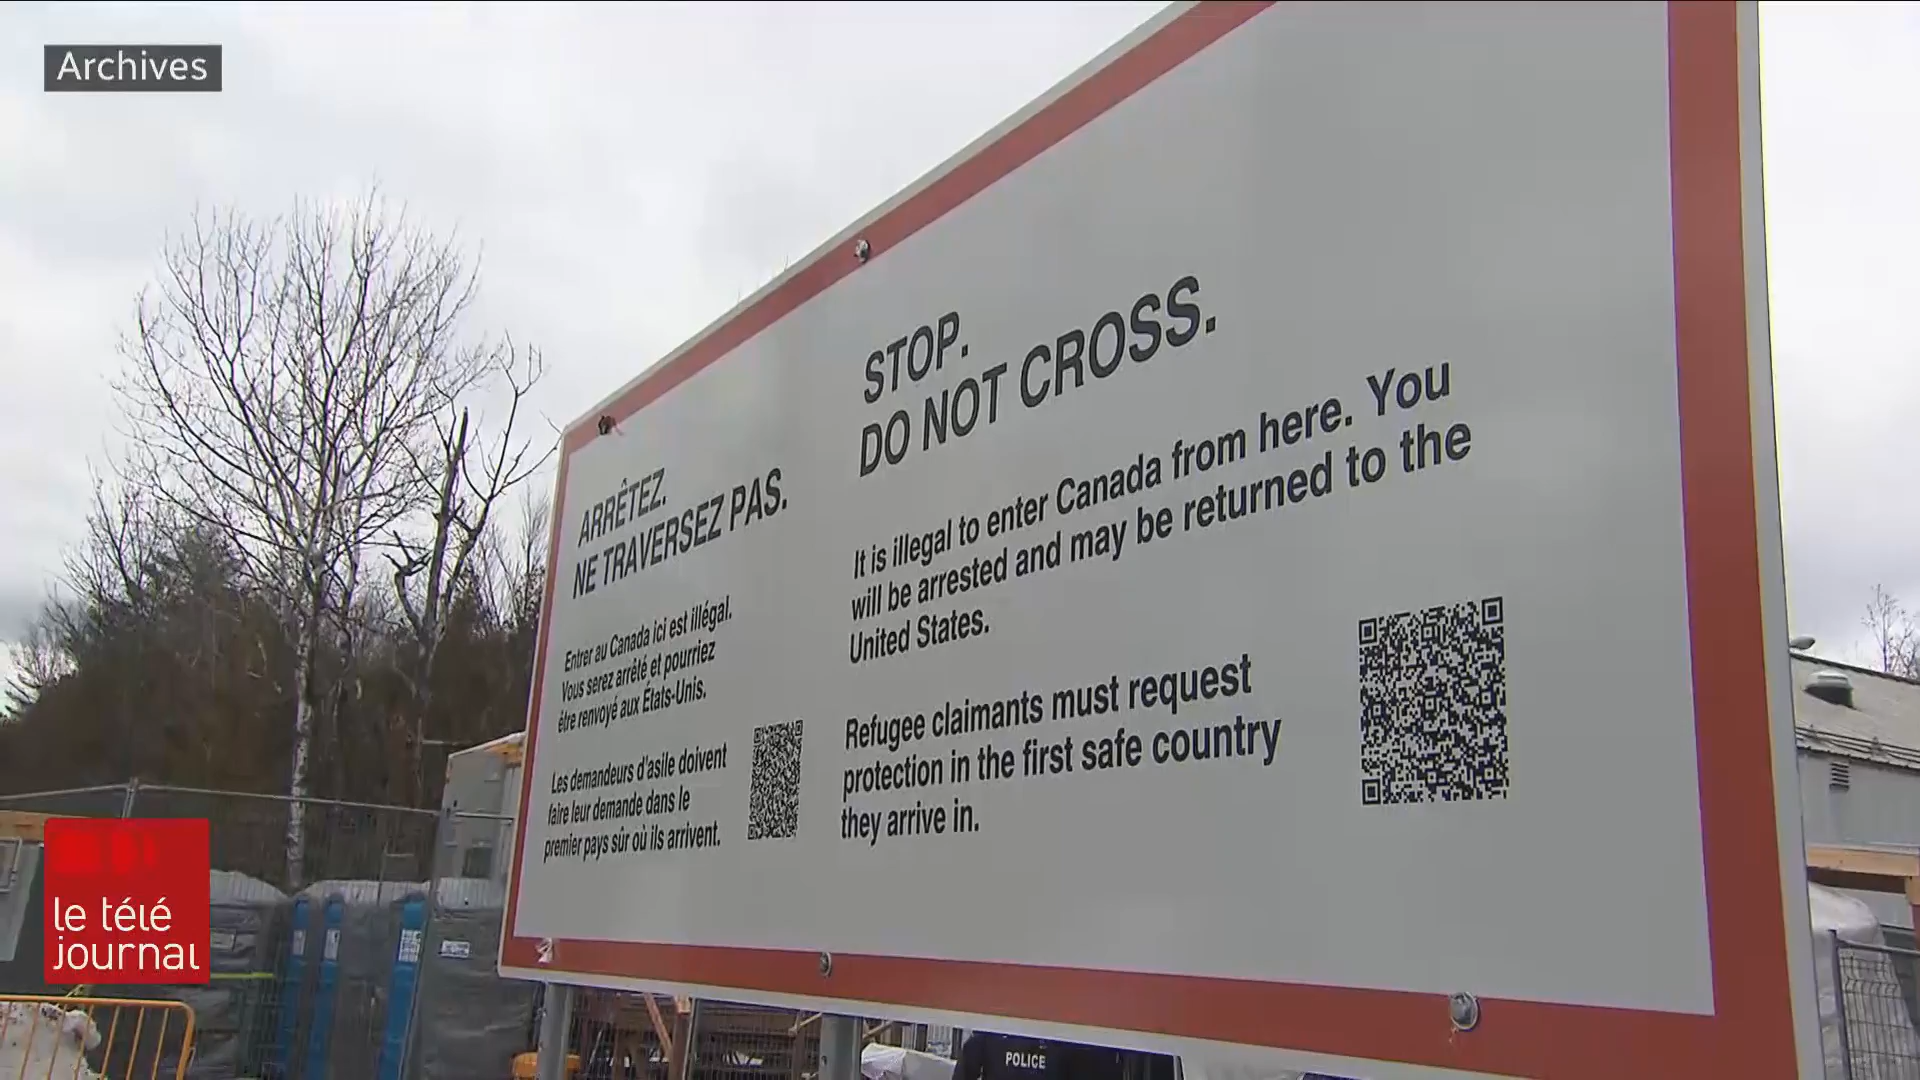 Archives
ARRÊTEZ.
NE TRAVERSEZ PAS.
Entrer au Canada ici est illégal.
Vous serez arrêté et pourriez
être renvoyé aux États-Unis.
Les demandeurs d'asile doivent
faire leur demande dans le
premier pays sûr où ils arrivent.
STOP.
DO NOT CROSS.
It is illegal to enter Canada from here. You
will be arrested and may be returned to the
United States.
Refugee claimants must request
protection in the first safe country
they arrive in.
le télé
journal
POLICE